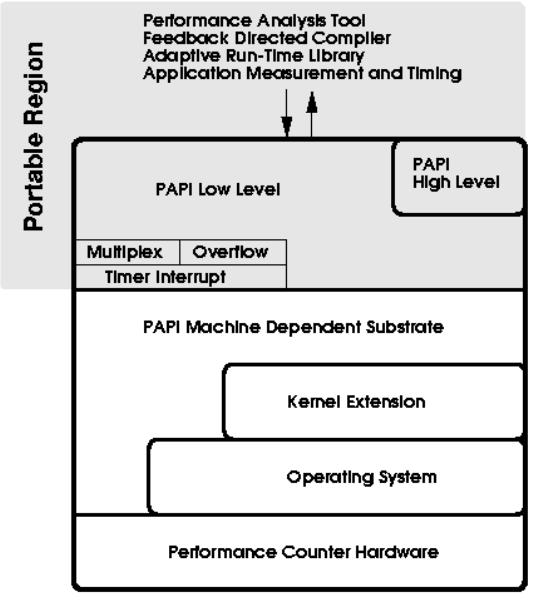 Performance Analysis Tool
Feedback Directed Compiler
Adaptive Run-Time Library
Application Measurement and Timing
Portable Region
PAPI Low Level
PAPI
High Level
Multiplex
Overflow
Timer Interrupt
PAPI Machine Dependent Substrate
Kernel Extension
Operating System
Performance Counter Hardware